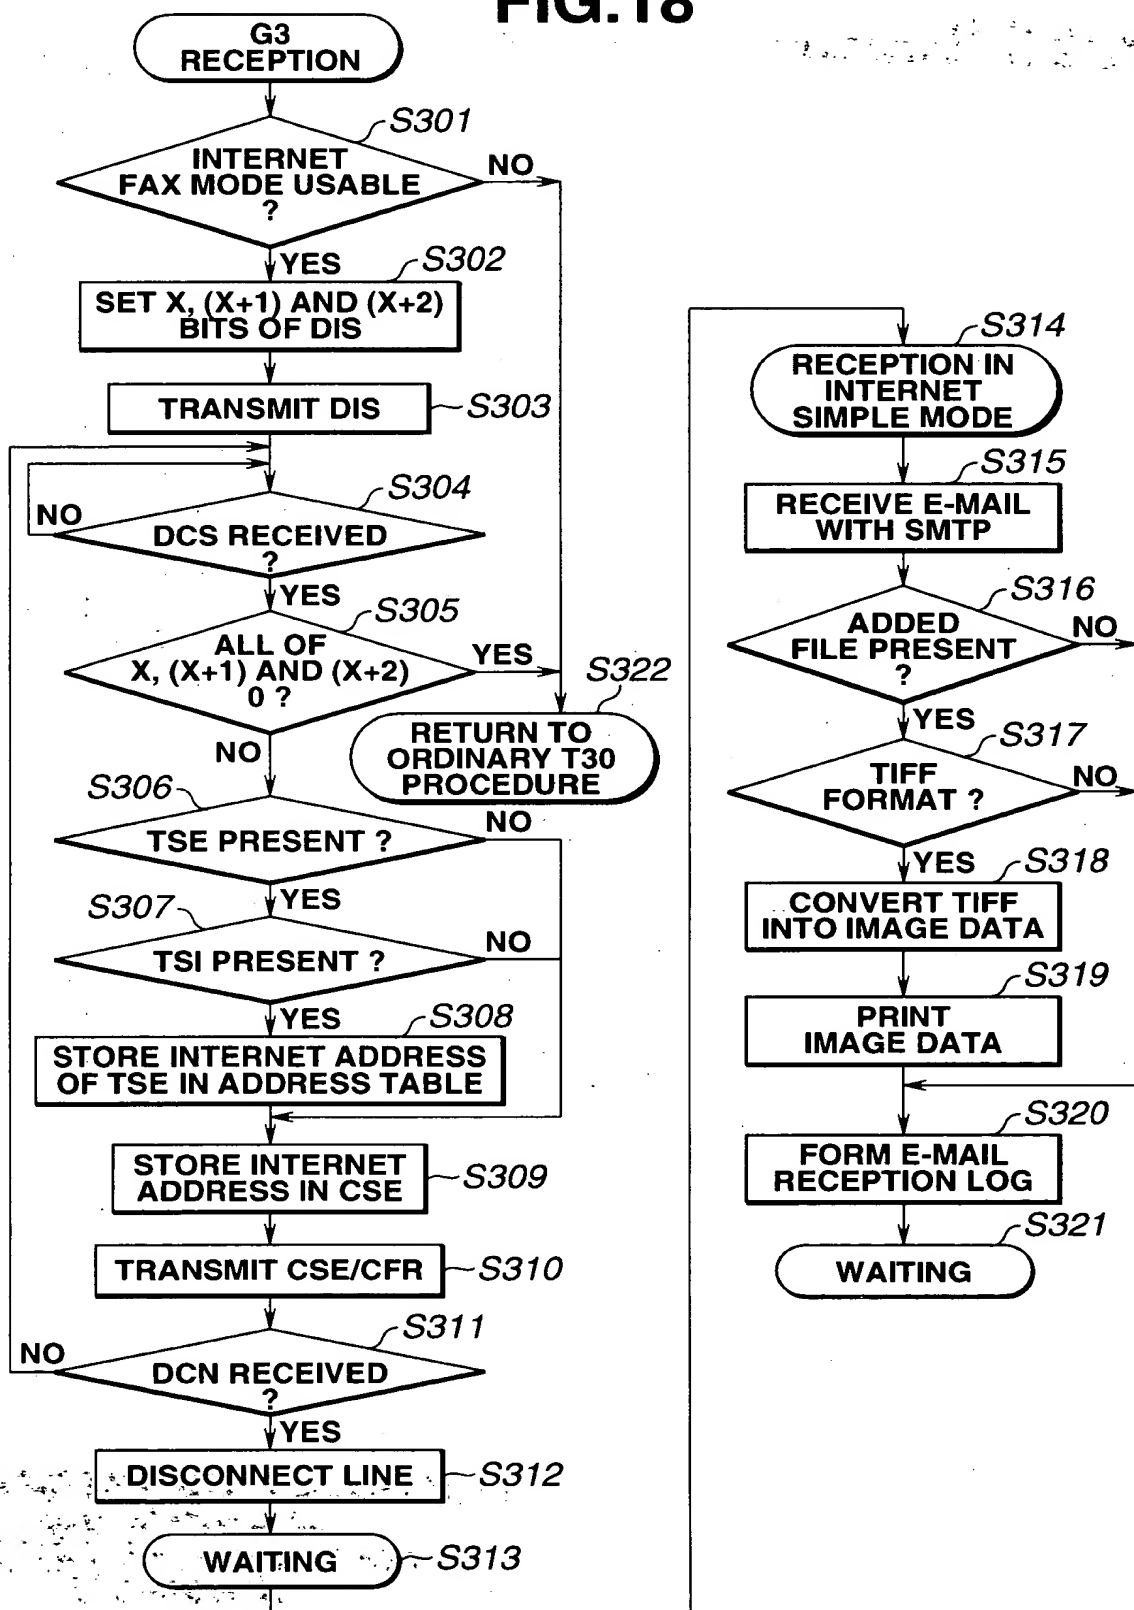 FIG.18
G3
RECEPTION
S301
INTERNET
FAX MODE USABLE
?
NO
YES
S302
SET X, (X+1) AND (X+2)
BITS OF DIS
TRANSMIT DIS
S303
S304
NO
DCS RECEIVED
?
YES
S305
ALL OF
X, (X+1) AND (X+2)
0 ?
YES
S322
NO
RETURN TO
ORDINARY T30
PROCEDURE
S306
TSE PRESENT ?
NO
YES
S307
TSI PRESENT ?
NO
YES
S308
STORE INTERNET ADDRESS
OF TSE IN ADDRESS TABLE
STORE INTERNET
ADDRESS IN CSE
S309
TRANSMIT CSE/CFR
S310
S311
NO
DCN RECEIVED
?
YES
DISCONNECT LINE
S312
WAITING
S313
S314
RECEPTION IN
INTERNET
SIMPLE MODE
S315
RECEIVE E-MAIL
WITH SMTP
S316
ADDED
FILE PRESENT
?
NO
YES
S317
TIFF
FORMAT ?
NO
YES
S318
CONVERT TIFF
INTO IMAGE DATA
S319
PRINT
IMAGE DATA
S320
FORM E-MAIL
RECEPTION LOG
S321
WAITING